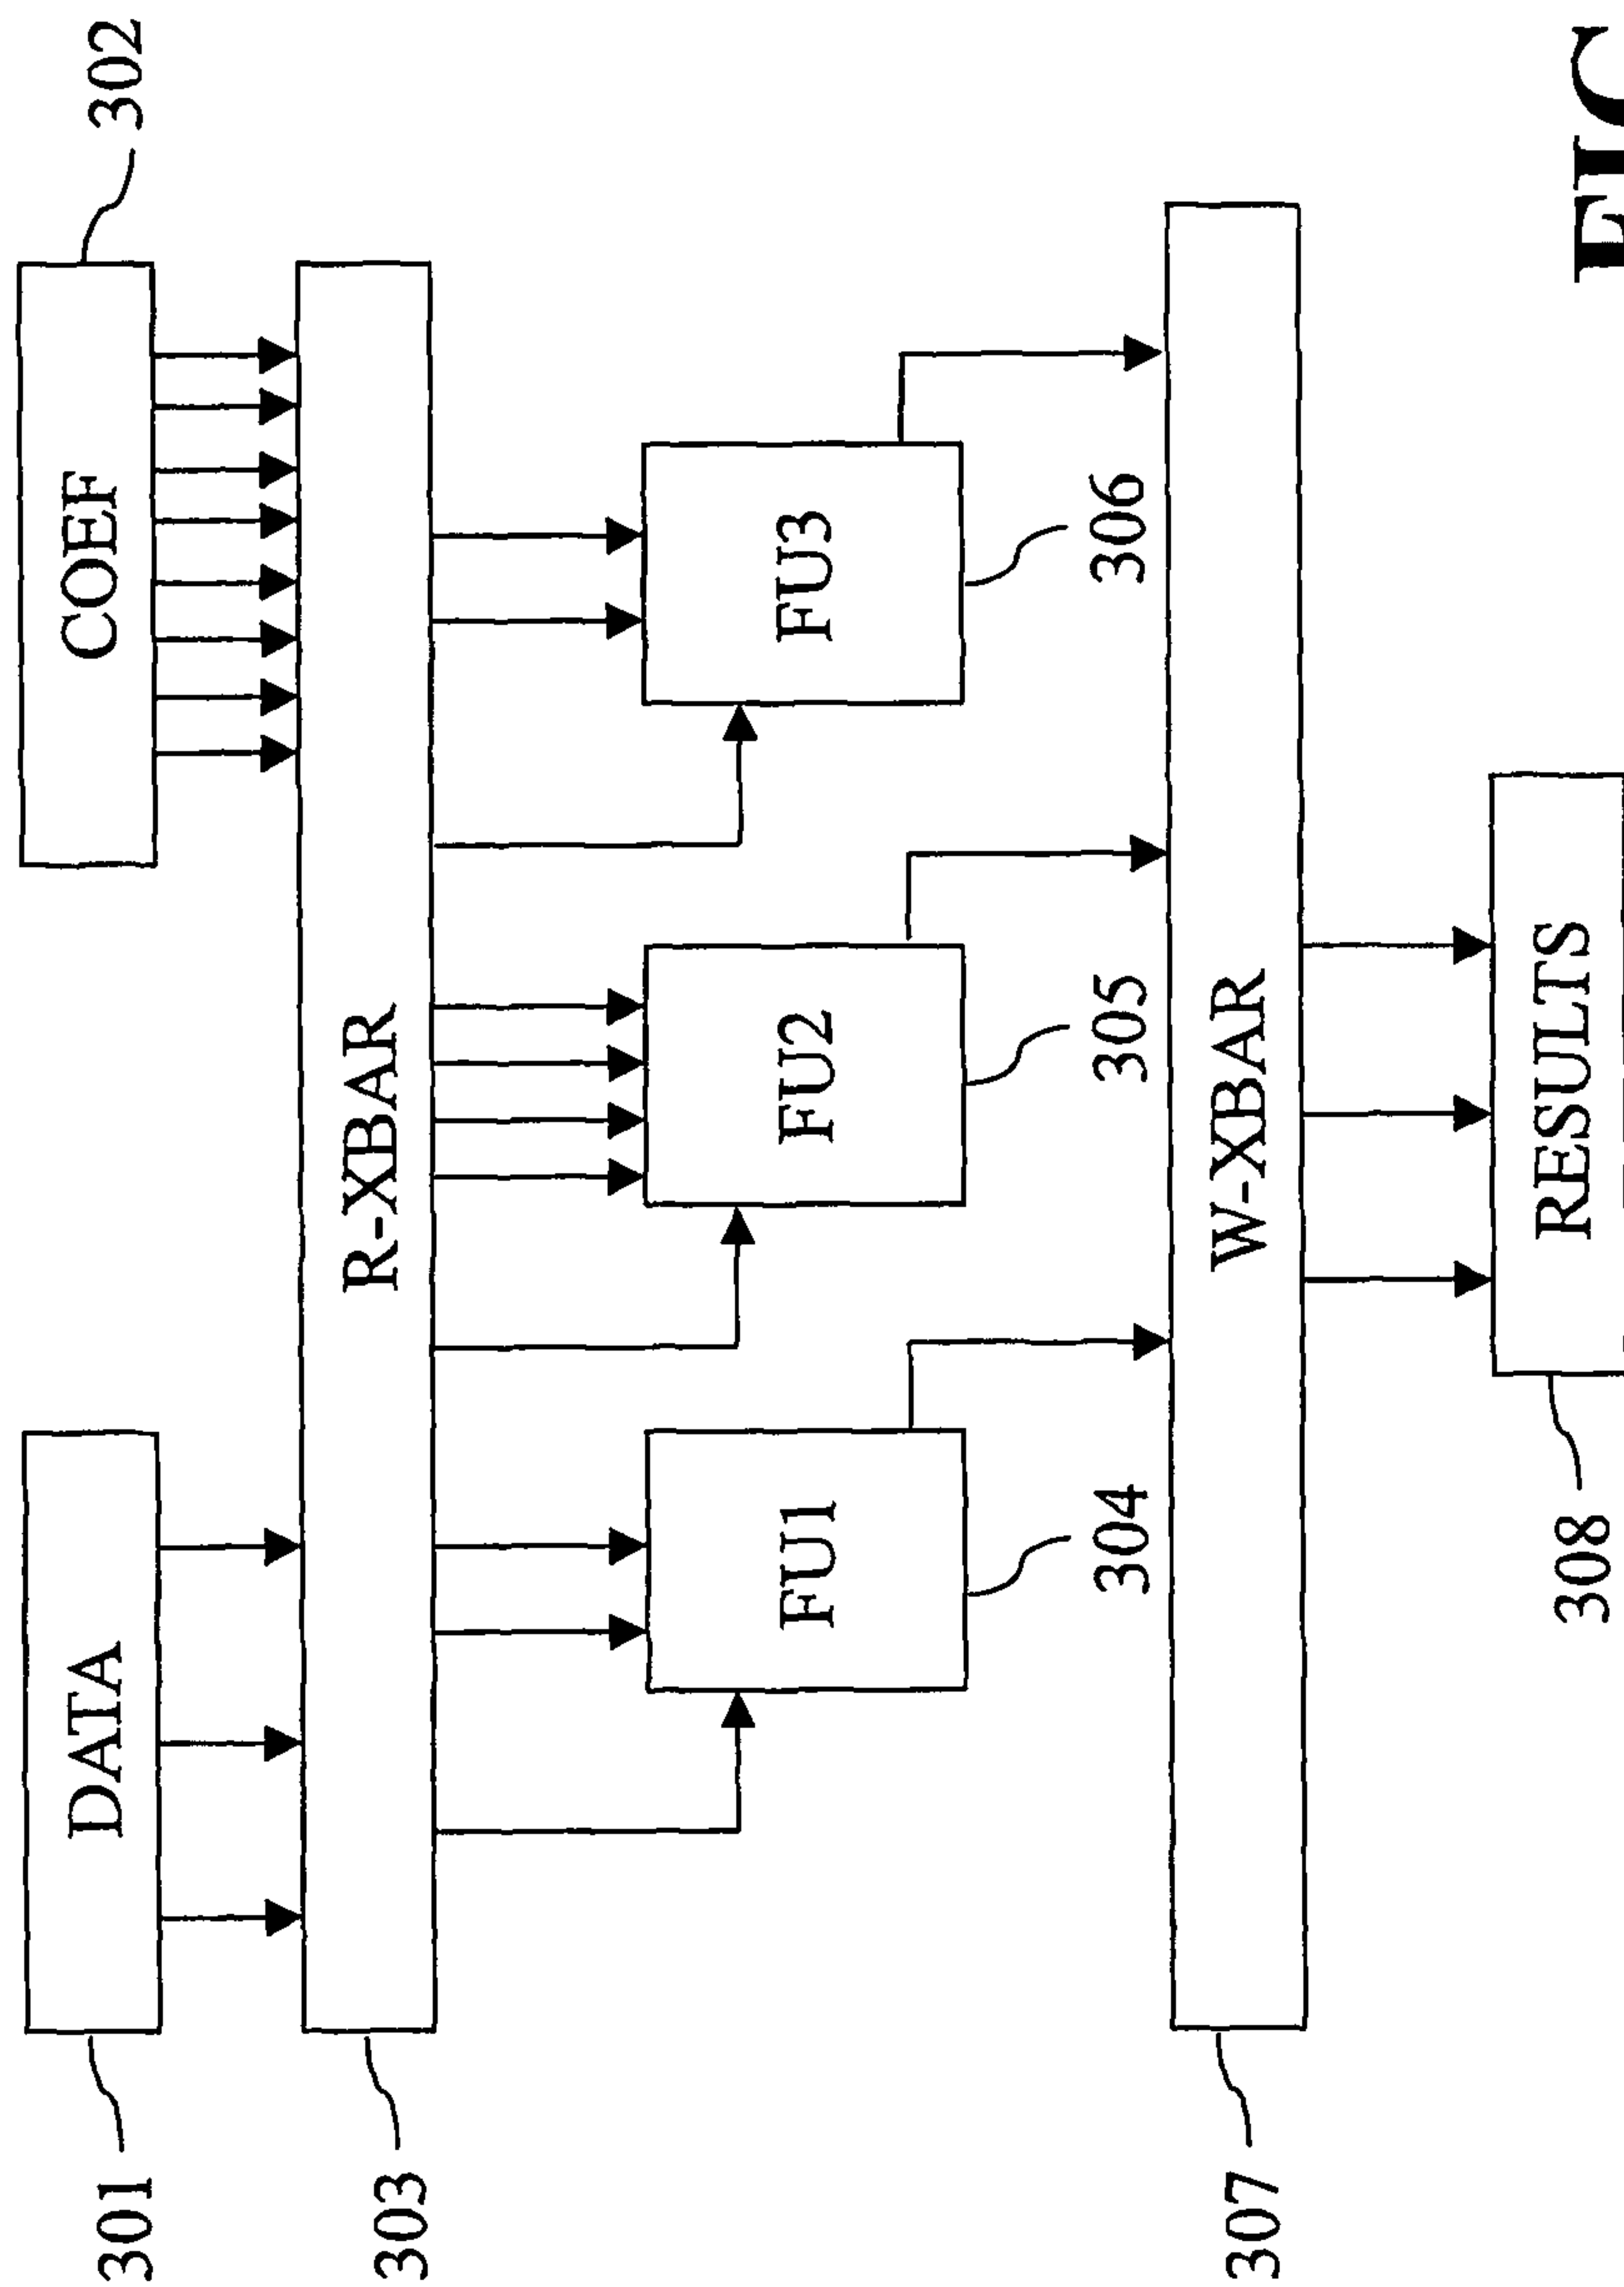 302
DATA
COEF
301
R-XBAR
303
FU1
FU2
FU3
304
305
306
W-XBAR
307
RESULTS
308